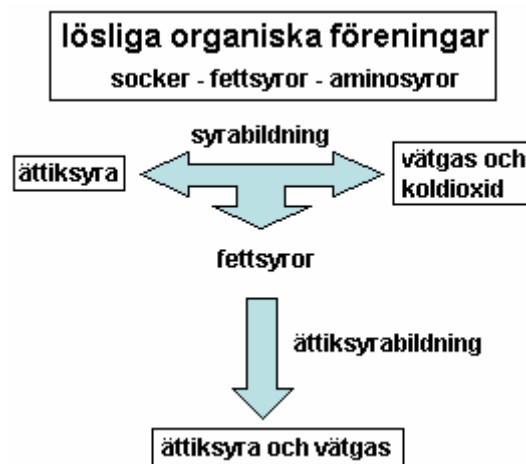 lösliga organiska föreningar
socker - fettsyror - aminosyror
syrabildning
ättiksyra
vätgas och
koldioxid
fettsyror
ättiksyrabildning
ättiksyra och vätgas